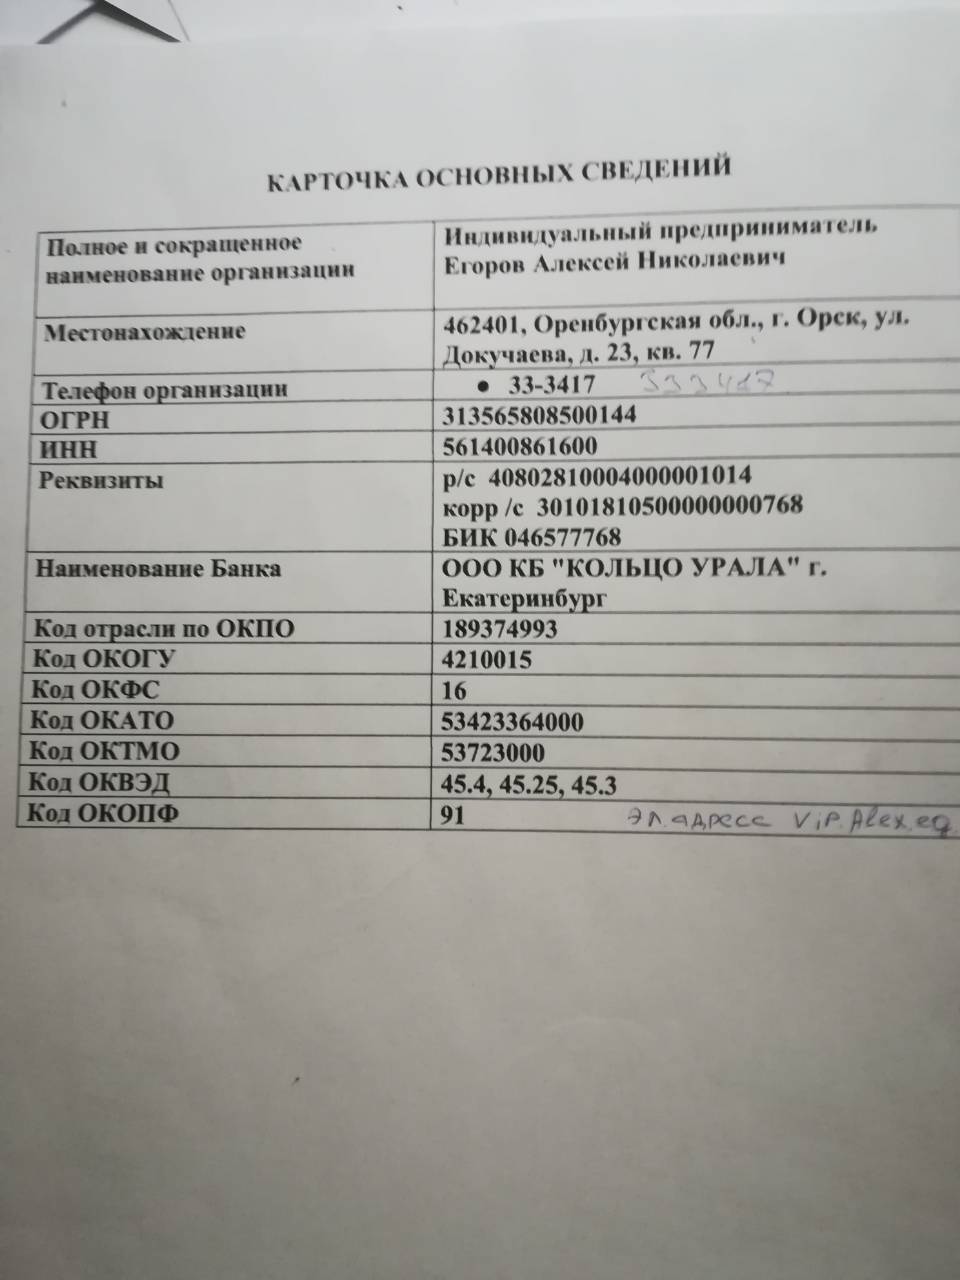 КАРТОЧКА ОСНОВНЫХ СВЕДЕНИЙ
Полное и сокращенное
наименование организации
Индивидуальный предприниматель
Егоров Алексей Николаевич
Местонахождение
462401, Оренбургская обл., г. Орск, ул.
Докучаева, д. 23, кв. 77
Телефон организации
• 33-3417 333417
ОГРН
313565808500144
ИНН
561400861600
Реквизиты
р/с 40802810004000001014
корр /с 30101810500000000768
БИК 046577768
Наименование Банка
ООО КБ "КОЛЬЦО УРАЛА" г.
Екатеринбург
Код отрасли по ОКПО
189374993
Код ОКОГУ
4210015
Код ОКФС
16
Код ОКАТО
53423364000
Код ОКТМО
53723000
Код ОКВЭД
45.4, 45.25, 45.3
Код ОКОПФ
91 эл.адресс Vip.Alex.eg